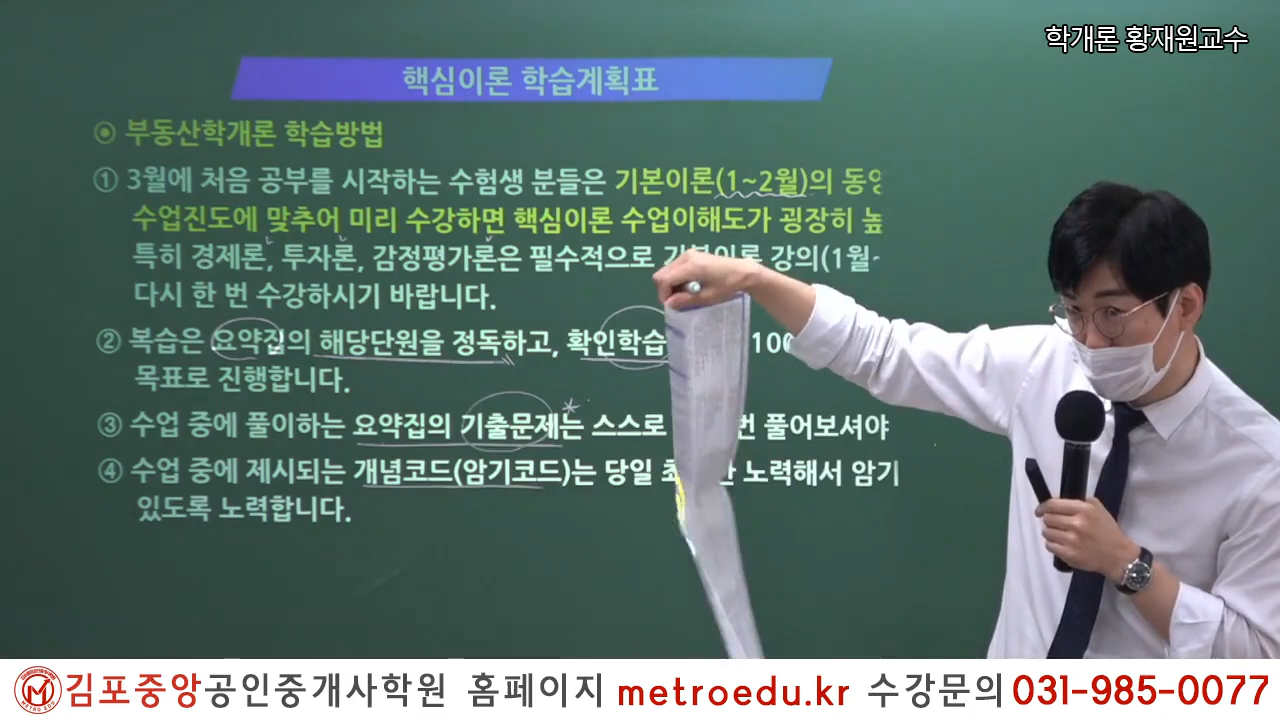 학개론 황재원교수
핵심이론 학습계획표
부동산학개론 학습방법
① 3월에 처음 공부를 시작하는 수험생 분들은 기본이론(1~2월)의
수업진도에 맞추어 미리 수강하면 핵심이론 수업이해도가 굉장히
특히 경제론, 투자론, 감정평가론은 필수적으로 기본이론 강의(1월~
다시 한 번 수강하시기 바랍니다.
② 복습은 요약집의 해당단원을 정독하고, 확인학습
목표로 진행합니다.
③ 수업 중에 풀이하는 요약집의 기출문제는 스스로 번 풀어보셔야
④ 수업 중에 제시되는 개념코드(암기코드)는 당일 노력해서 암기
있도록 노력합니다.
METRO EDU
김포중앙공인중개사학원 홈페이지 metroedu.kr 수강문의 031-985-0077